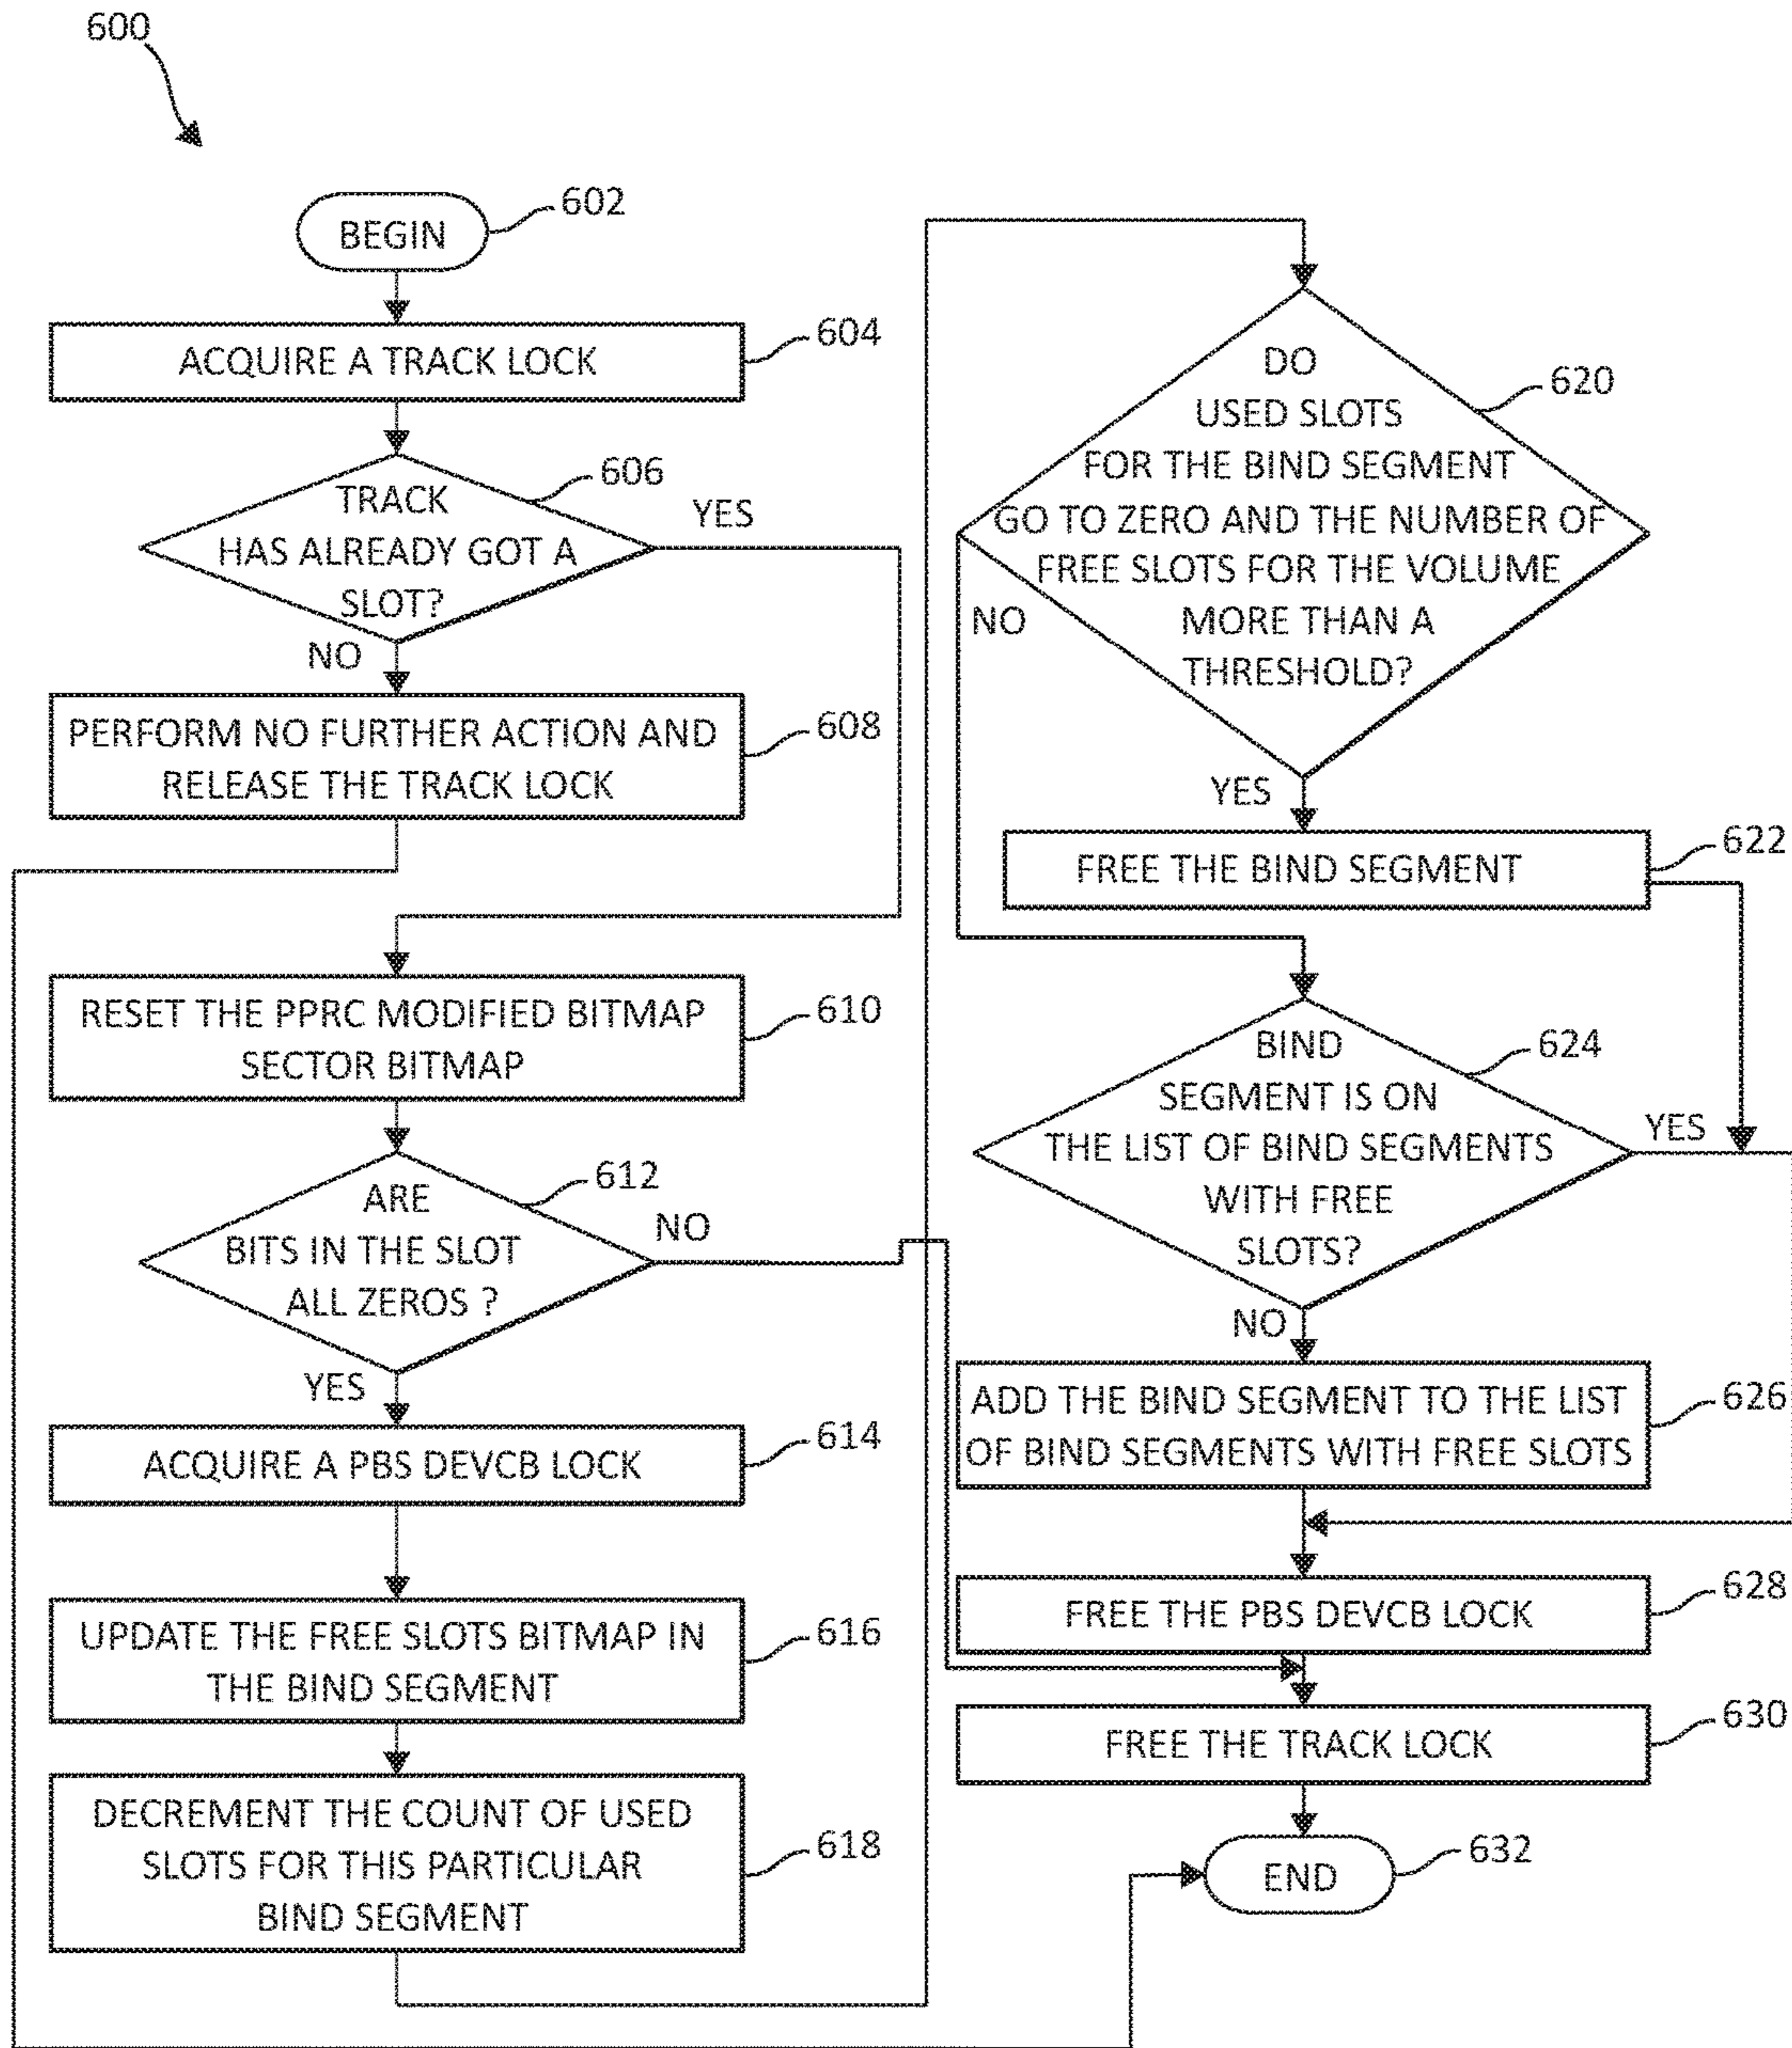 600
BEGIN
602
ACQUIRE A TRACK LOCK
604
TRACK
HAS ALREADY GOT A
SLOT?
606
YES
NO
PERFORM NO FURTHER ACTION AND
RELEASE THE TRACK LOCK
608
RESET THE PPRC MODIFIED BITMAP
SECTOR BITMAP
610
ARE
BITS IN THE SLOT
ALL ZEROS ?
612
NO
YES
ACQUIRE A PBS DEVCB LOCK
614
UPDATE THE FREE SLOTS BITMAP IN
THE BIND SEGMENT
616
DECREMENT THE COUNT OF USED
SLOTS FOR THIS PARTICULAR
BIND SEGMENT
618
DO
USED SLOTS
FOR THE BIND SEGMENT
GO TO ZERO AND THE NUMBER OF
FREE SLOTS FOR THE VOLUME
MORE THAN A
THRESHOLD?
620
NO
YES
FREE THE BIND SEGMENT
622
BIND
SEGMENT IS ON
THE LIST OF BIND SEGMENTS
WITH FREE
SLOTS?
624
YES
NO
ADD THE BIND SEGMENT TO THE LIST
OF BIND SEGMENTS WITH FREE SLOTS
626
FREE THE PBS DEVCB LOCK
628
FREE THE TRACK LOCK
630
END
632